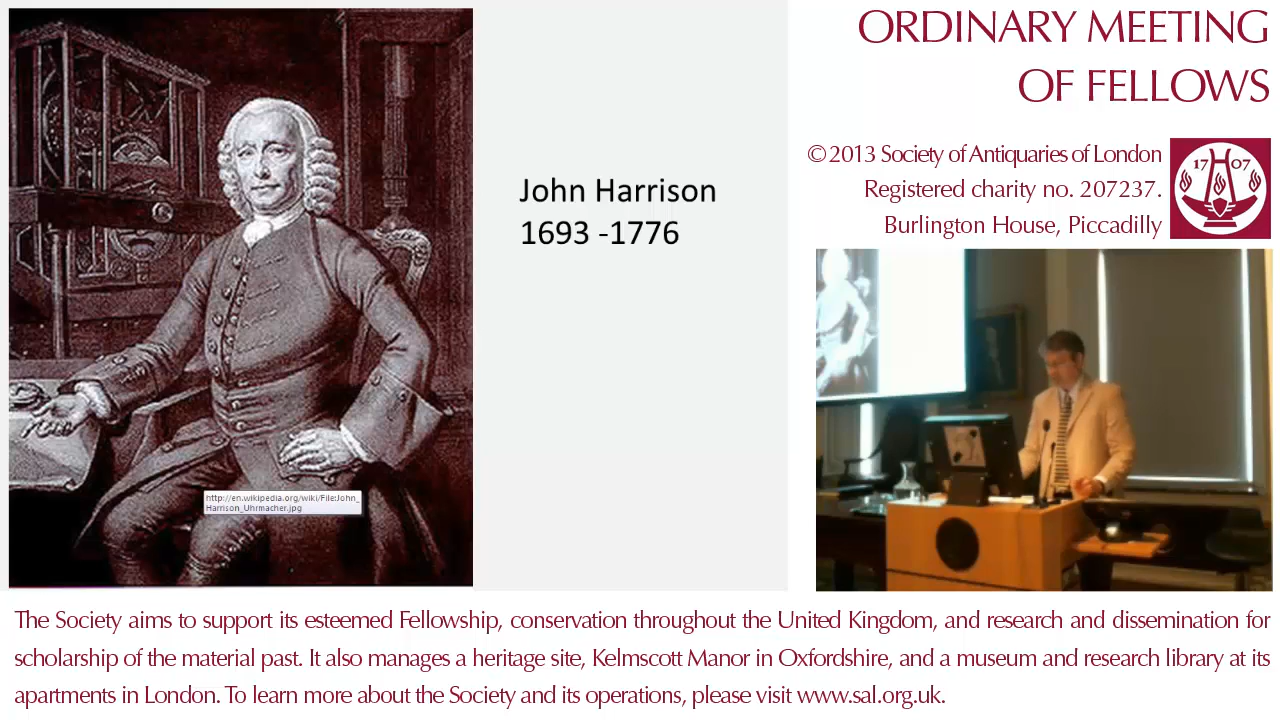 ORDINARY MEETING
OF FELLOWS
© 2013 Society of Antiquaries of London
Registered charity no. 207237.
Burlington House, Piccadilly
17 07
John Harrison
1693 -1776
http://en.wikipedia.org/wiki/File:John_
Harrison_Uhrmacher.jpg
The Society aims to support its esteemed Fellowship, conservation throughout the United Kingdom, and research and dissemination for
scholarship of the material past. It also manages a heritage site, Kelmscott Manor in Oxfordshire, and a museum and research library at its
apartments in London. To learn more about the Society and its operations, please visit www.sal.org.uk.